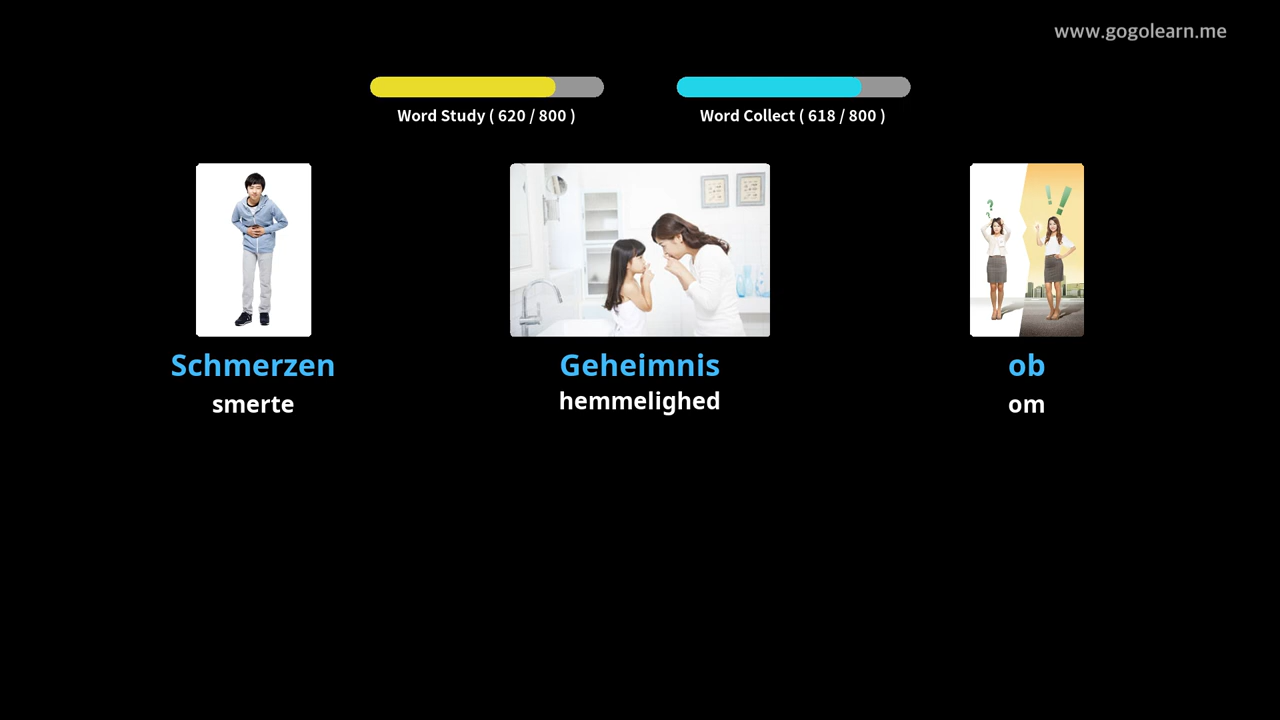 www.gogolearn.me
Word Study ( 620 / 800 )
Word Collect ( 618 / 800 )
Schmerzen
smerte
Geheimnis
hemmelighed
ob
om